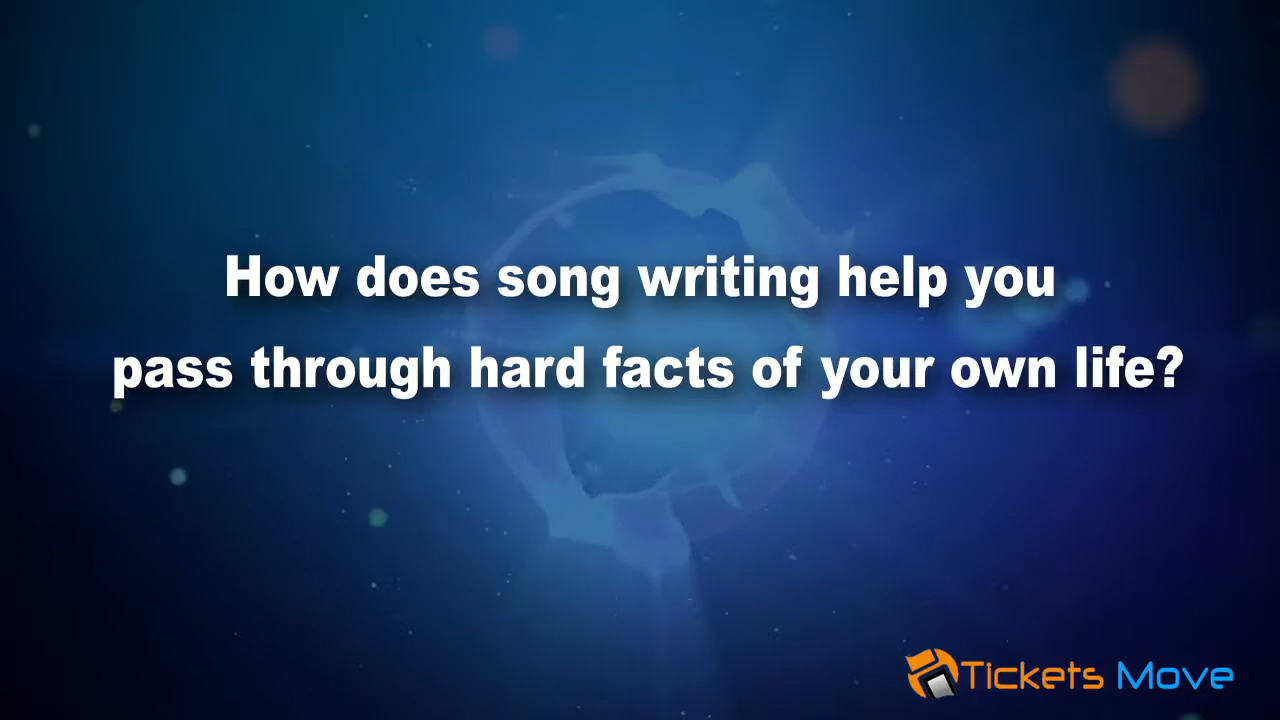 How does song writing help you
pass through hard facts of your own life?
Tickets Move